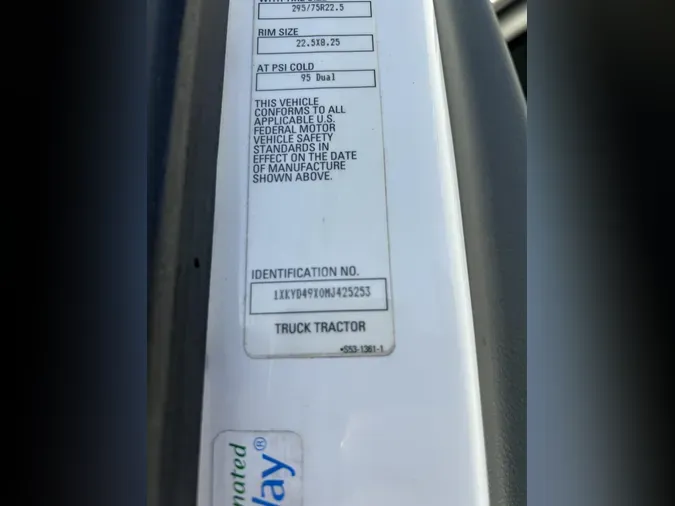 295/75R22.5
RIM SIZE
22.5X8.25
AT PSI COLD
95 Dual
THIS VEHICLE
CONFORMS TO ALL
APPLICABLE U.S.
FEDERAL MOTOR
VEHICLE SAFETY
STANDARDS IN
EFFECT ON THE DATE
OF MANUFACTURE
SHOWN ABOVE.
IDENTIFICATION NO.
1XKYD49X0MJ425253
TRUCK TRACTOR
•S53-1361-1
nated
Way®